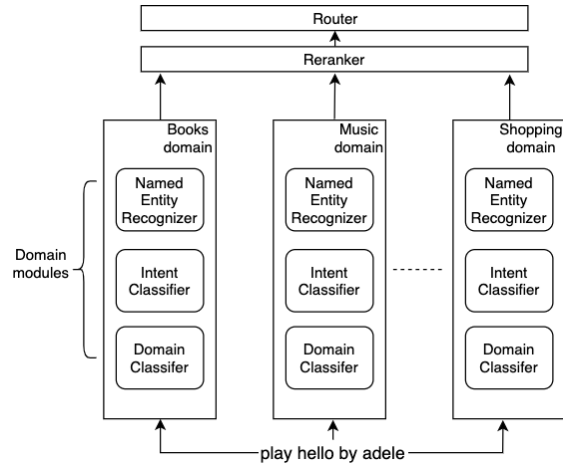 Router
Reranker
Books
domain
Music
domain
Shopping
domain
Domain
modules
Named
Entity
Recognizer
Intent
Classifier
Domain
Classifer
Named
Entity
Recognizer
Intent
Classifier
Domain
Classifer
Named
Entity
Recognizer
Intent
Classifier
Domain
Classifer
play hello by adele